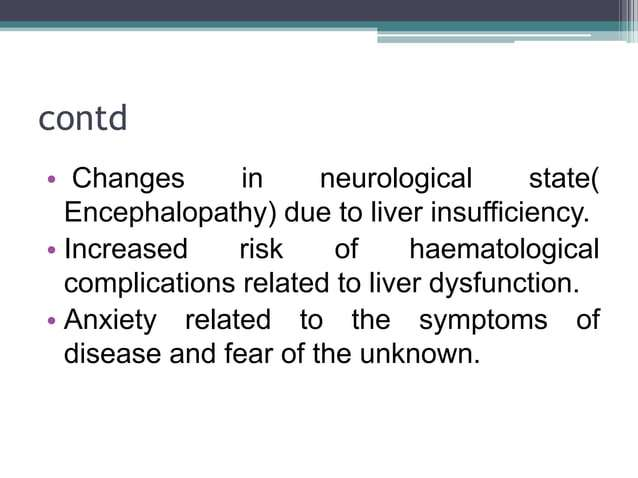 contd
• Changes in neurological state(
Encephalopathy) due to liver insufficiency.
• Increased risk of haematological
complications related to liver dysfunction.
• Anxiety related to the symptoms of
disease and fear of the unknown.